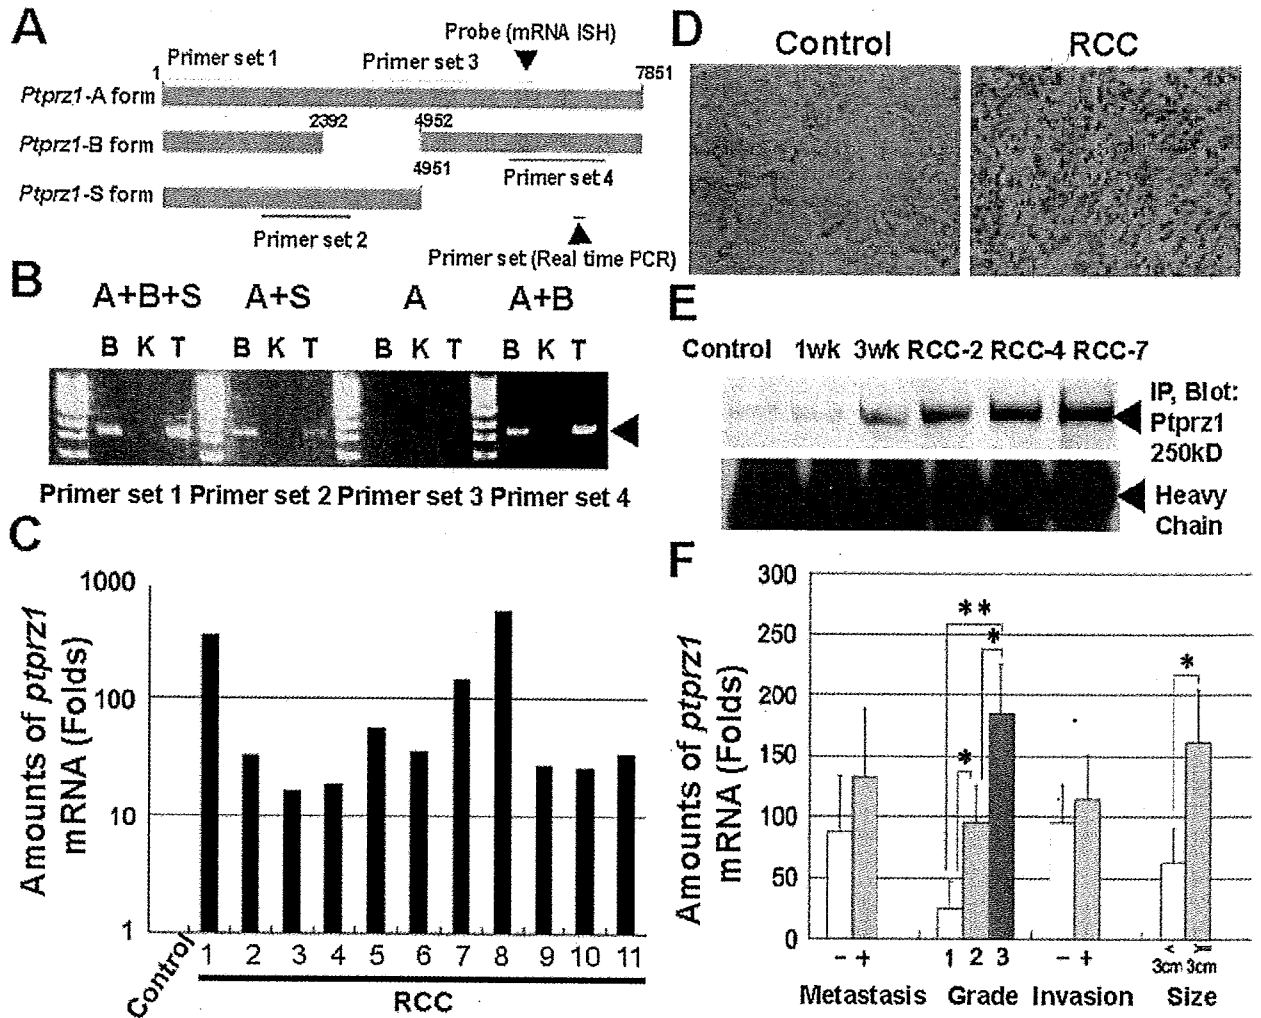 A
Probe (mRNA ISH)
Primer set 1
Primer set 3
1
7851
Ptprz1-A form
2392
4952
Ptprz1-B form
4951
Primer set 4
Ptprz1-S form
Primer set 2
Primer set (Real time PCR)
B
A+B+S A+S A A+B
B K T B K T B K T B K T
Primer set 1 Primer set 2 Primer set 3 Primer set 4
C
Amounts of ptprz1
mRNA (Folds)
1000
100
10
1
Control 1 2 3 4 5 6 7 8 9 10 11
RCC
D
Control RCC
E
Control 1wk 3wk RCC-2 RCC-4 RCC-7
IP, Blot:
Ptprz1
250kD
Heavy
Chain
F
Amounts of ptprz1
mRNA (Folds)
300
250
200
150
100
50
0
**
*
*
*
- + 1 2 3 - + < >=
3cm 3cm
Metastasis Grade Invasion Size